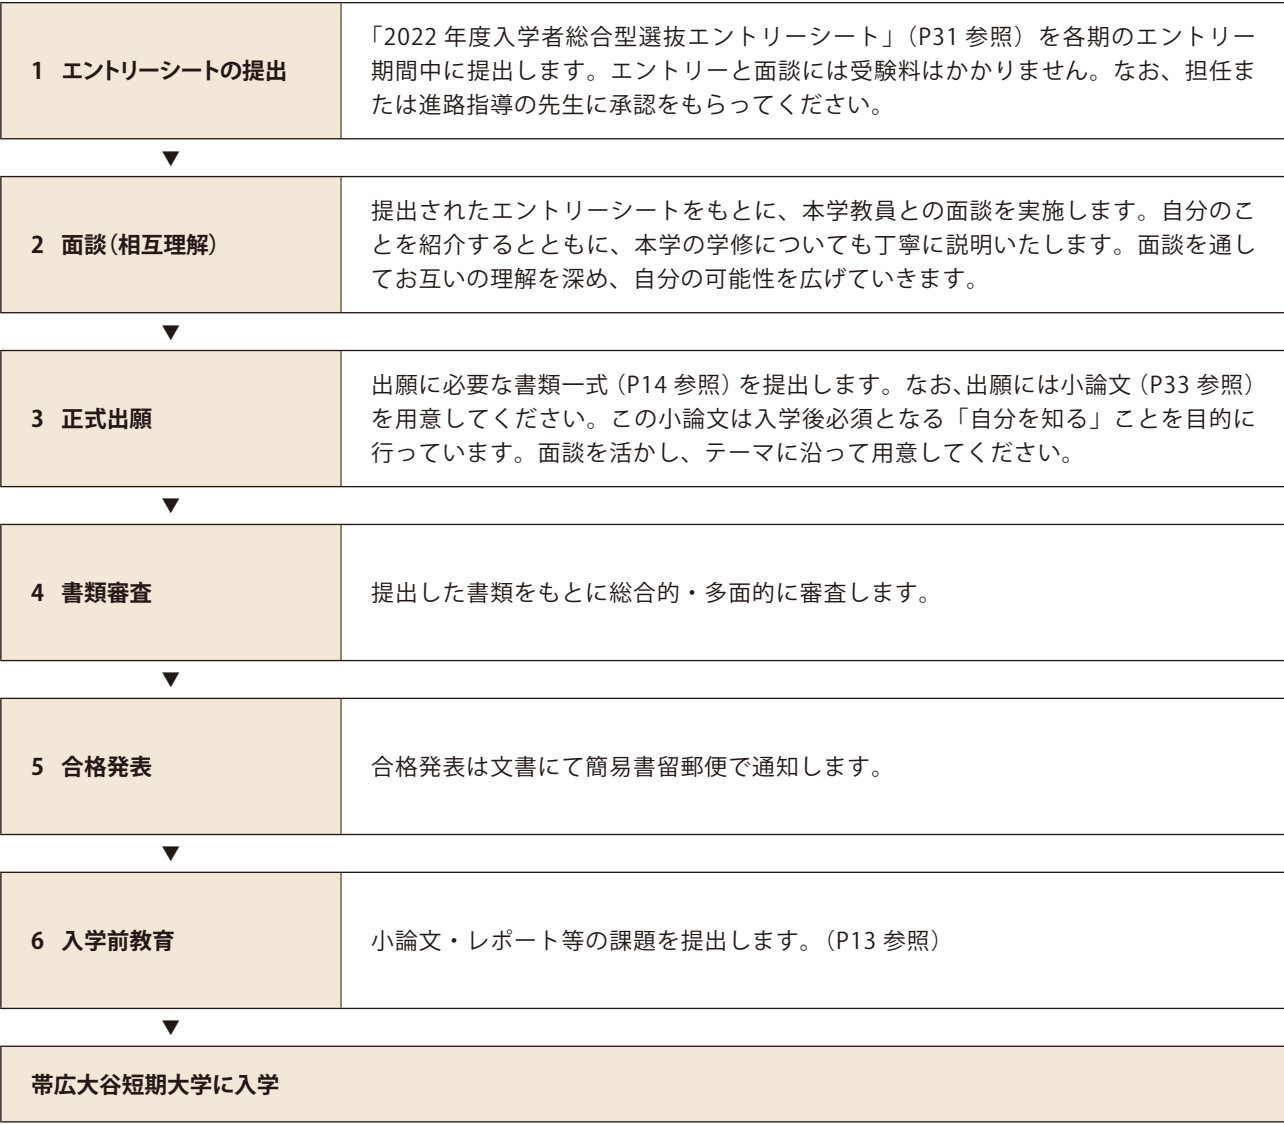 1 エントリーシートの提出
「2022 年度入学者総合型選抜エントリーシート」(P31 参照) を各期のエントリー
期間中に提出します。エントリーと面談には受験料はかかりません。なお、担任ま
たは進路指導の先生に承認をもらってください。
▼
2 面談(相互理解)
提出されたエントリーシートをもとに、本学教員との面談を実施します。自分のこ
とを紹介するとともに、本学の学修についても丁寧に説明いたします。面談を通し
てお互いの理解を深め、自分の可能性を広げていきます。
▼
3 正式出願
出願に必要な書類一式 (P14 参照) を提出します。なお、出願には小論文 (P33 参照)
を用意してください。この小論文は入学後必須となる「自分を知る」ことを目的に
行っています。面談を活かし、テーマに沿って用意してください。
▼
4 書類審査
提出した書類をもとに総合的・多面的に審査します。
▼
5 合格発表
合格発表は文書にて簡易書留郵便で通知します。
▼
6 入学前教育
小論文・レポート等の課題を提出します。(P13 参照)
▼
帯広大谷短期大学に入学